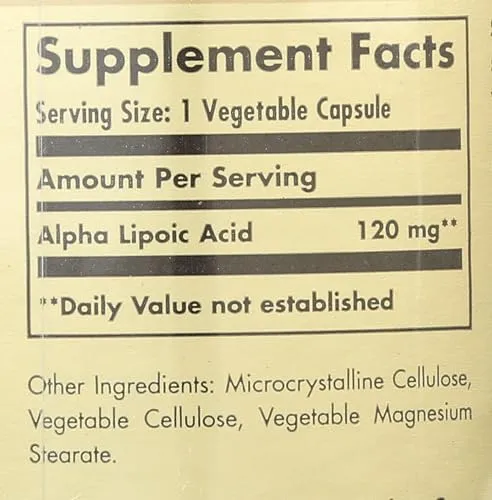 Supplement Facts
Serving Size: 1 Vegetable Capsule
Amount Per Serving
Alpha Lipoic Acid 120 mg**
**Daily Value not established
Other Ingredients: Microcrystalline Cellulose,
Vegetable Cellulose, Vegetable Magnesium
Stearate.